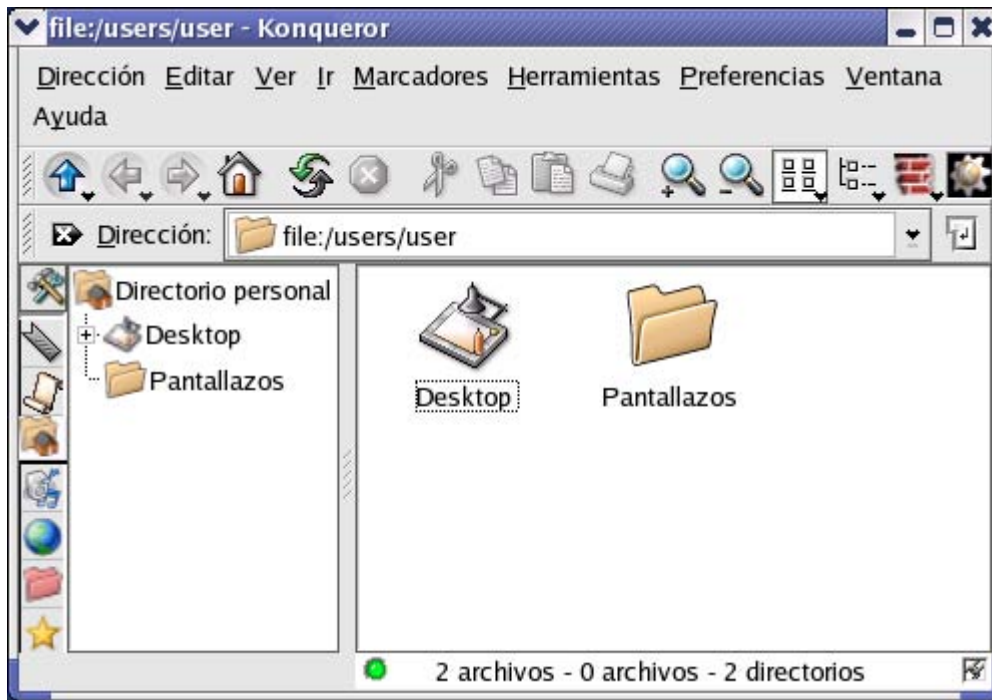 file:/users/user - Konqueror
Dirección Editar Ver Ir Marcadores Herramientas Preferencias Ventana
Ayuda
Dirección: file:/users/user
Directorio personal
Desktop
Pantallazos
Desktop
Pantallazos
2 archivos - 0 archivos - 2 directorios